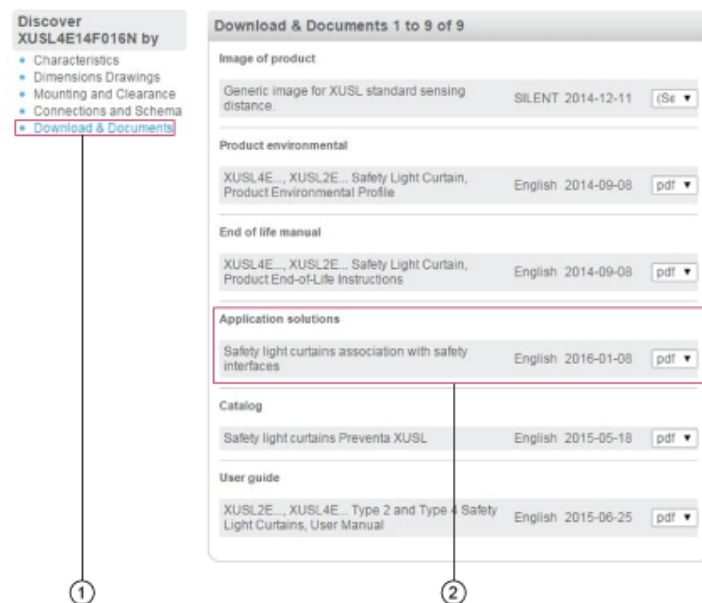 Discover
XUSL4E14F016N by
Characteristics
Dimensions Drawings
Mounting and Clearance
Connections and Schema
Download & Documents
Download & Documents 1 to 9 of 9
Image of product
Generic image for XUSL standard sensing
distance.
SILENT 2014-12-11 (Se
Product environmental
XUSL4E..., XUSL2E... Safety Light Curtain,
Product Environmental Profile
English 2014-09-08 pdf
End of life manual
XUSL4E..., XUSL2E... Safety Light Curtain,
Product End-of-Life Instructions
English 2014-09-08 pdf
Application solutions
Safety light curtains association with safety
interfaces
English 2016-01-08 pdf
Catalog
Safety light curtains Preventa XUSL English 2015-05-18 pdf
User guide
XUSL2E..., XUSL4E... Type 2 and Type 4 Safety
Light Curtains, User Manual
English 2015-06-25 pdf
1 2